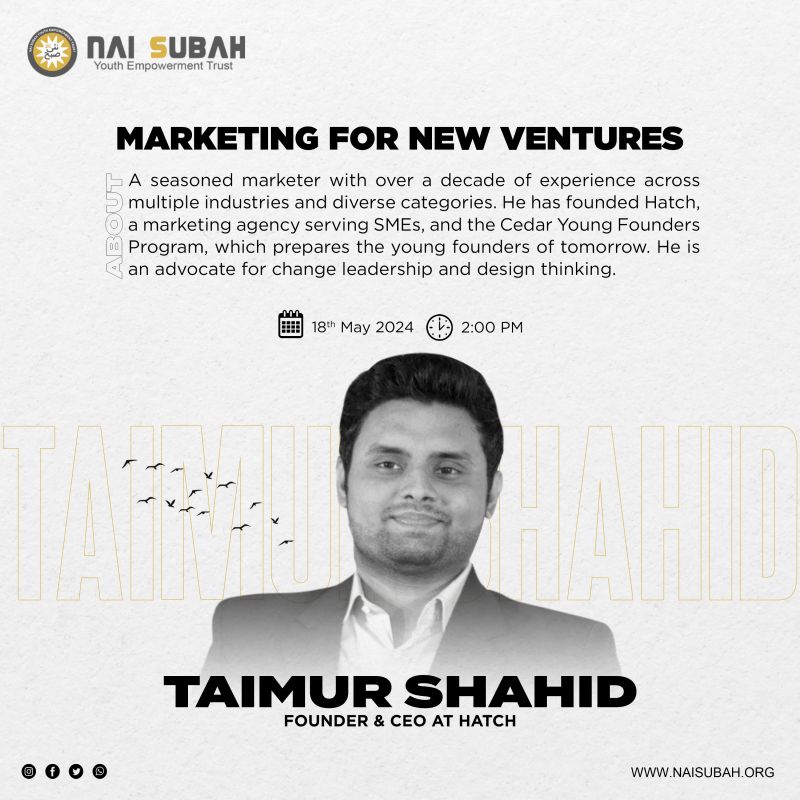 NAI SUBAH
Youth Empowerment Trust
MARKETING FOR NEW VENTURES
ABOUT
A seasoned marketer with over a decade of experience across
multiple industries and diverse categories. He has founded Hatch,
a marketing agency serving SMEs, and the Cedar Young Founders
Program, which prepares the young founders of tomorrow. He is
an advocate for change leadership and design thinking.
18th May 2024 2:00 PM
TAIMUR SHAHID
TAIMUR SHAHID
FOUNDER & CEO AT HATCH
WWW.NAISUBAH.ORG